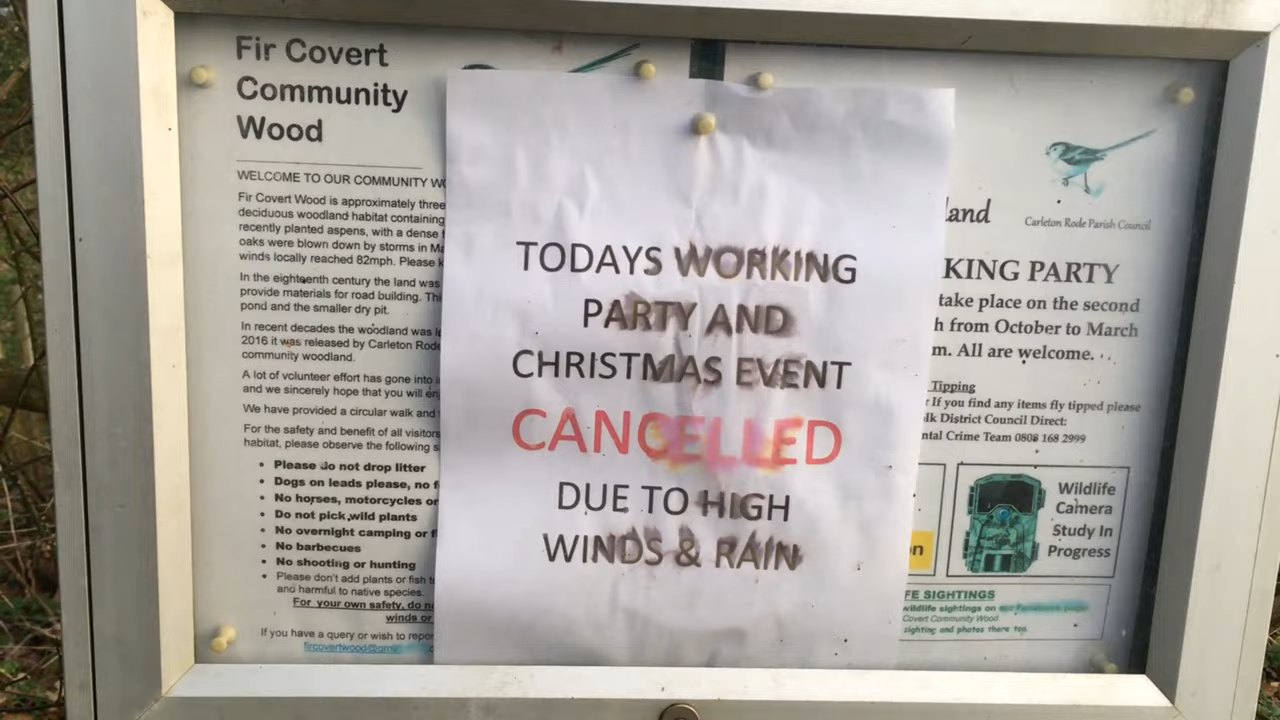 Fir Covert
Community
Wood
WELCOME TO OUR COMMUNITY
Fir Covert Wood is approximately three
deciduous woodland habitat containing
recently planted aspens, with a dense
oaks were blown down by storms in
winds locally reached 82mph. Please
In the eighteenth century the land was
provide materials for road building.
pond and the smaller dry pit.
In recent decades the woodland was
2016 it was released by Carleton Rode
community woodland.
A lot of volunteer effort has gone into
and we sincerely hope that you will
We have provided a circular walk and
For the safety and benefit of all visitors
habitat, please observe the following
• Please do not drop litter
• Dogs on leads please, no
• No horses, motorcycles or
• Do not pick wild plants
• No overnight camping or
• No barbecues
• No shooting or hunting
• Please don't add plants or fish
and harmful to native species.
For your own safety, do
winds or
If you have a query or wish to
TODAYS WORKING
PARTY AND
CHRISTMAS EVENT
CANCELLED
DUE TO HIGH
WINDS & RAIN
Carleton Rode Parish Council
KING PARTY
take place on the second
h from October to March
m. All are welcome.
Tipping
If you find any items fly tipped please
District Council Direct:
Crime Team 0808 168 2999
Wildlife
Camera
Study In
Progress
SIGHTINGS
wildlife sightings on our facebook page
Covert Community Wood
sighting and photos there too.